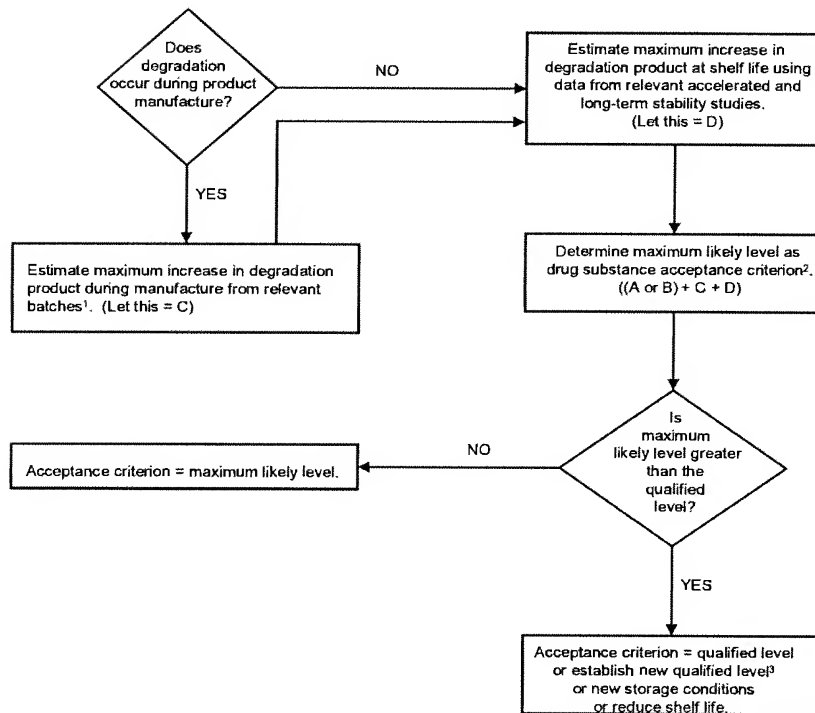 Does
degradation
occur during product
manufacture?
NO
Estimate maximum increase in
degradation product at shelf life using
data from relevant accelerated and
long-term stability studies.
(Let this = D)
YES
Estimate maximum increase in degradation
product during manufacture from relevant
batches¹. (Let this = C)
Determine maximum likely level as
drug substance acceptance criterion².
((A or B) + C + D)
Is
maximum
likely level greater
than the
qualified
level?
NO
Acceptance criterion = maximum likely level.
YES
Acceptance criterion = qualified level
or establish new qualified level³
or new storage conditions
or reduce shelf life.